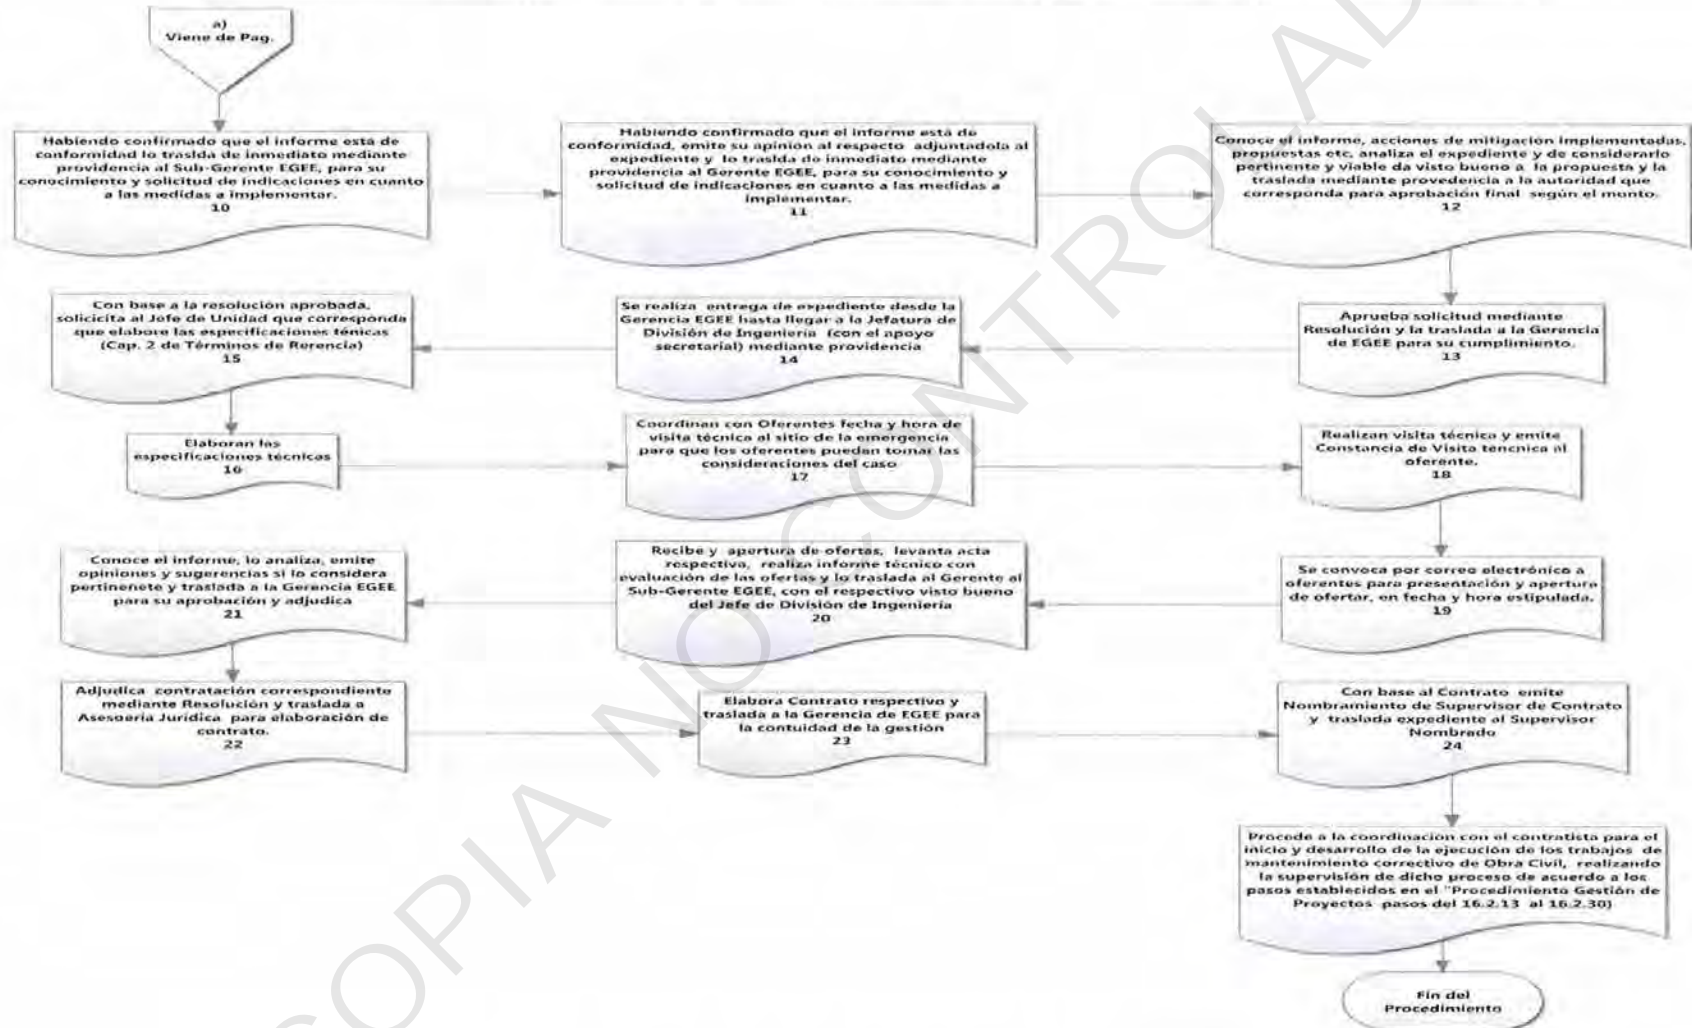 a)
Viene de Pag.
Habiendo confirmado que el informe está de
conformidad lo traslda de inmediato mediante
providencia al Sub-Gerente EGEE, para su
conocimiento y solicitud de indicaciones en cuanto
a las medidas a implementar.
10
Habiendo confirmado que el informe está de
conformidad, emite su opinión al respecto adjuntadola al
expediente y lo traslda de inmediato mediante
providencia al Gerente EGEE, para su conocimiento y
solicitud de indicaciones en cuanto a las medidas a
implementar.
11
Conoce el informe, acciones de mitigación implementadas,
propuestas etc, analiza el expediente y de considerarlo
pertinente y viable da visto bueno a la propuesta y la
traslada mediante provedencia a la autoridad que
corresponda para aprobación final según el munto.
12
Aprueba solicitud mediante
Resolución y la traslada a la Gerencia
de EGEE para su cumplimiento.
13
Se realiza entrega de expediente desde la
Gerencia EGEE hasta llegar a la Jefatura de
División de Ingeniería (con el apoyo
secretarial) mediante providencia
14
Con base a la resolución aprobada,
solicicita al Jefe de Unidad que corresponda
que elabore las especificaciones ténicas
(Cap. 2 de Términos de Rerencia)
15
Elaboran las
especificaciones técnicas
16
Coordinan con Oferentes fecha y hora de
visita técnica al sitio de la emergencia
para que los oferentes puedan tomar las
consideraciones del caso
17
Realizan visita técnica y emite
Constancia de Visita téncnica al
oferente.
18
Se convoca por correo electrónico a
oferentes para presentación y apertura
de ofertar, en fecha y hora estipulada.
19
Recibe y apertura de ofertas, levanta acta
respectiva, realiza informe técnico con
evaluación de las ofertas y lo traslada al Gerente al
Sub-Gerente EGEE, con el respectivo visto bueno
del Jefe de División de Ingeniería
20
Conoce el informe, lo analiza, emite
opiniones y sugerencias si lo considera
pertinenete y traslada a la Gerencia EGEE
para su aprobación y adjudica
21
Adjudica contratación correspondiente
mediante Resolución y traslada a
Asesoería Jurídica para elaboración de
contrato.
22
Elabora Contrato respectivo y
traslada a la Gerencia de EGEE para
la contuidad de la gestión
23
Con base al Contrato emite
Nombramiento de Supervisor de Contrato
y traslada expediente al Supervisor
Nombrado
24
Procede a la coordinacion con el contratista para el
inicio y desarrollo de la ejecución de los trabajos de
mantenimiento correctivo de Obra Civil, realizando
la supervisión de dicho proceso de acuerdo a los
pasos establecidos en el "Procedimiento Gestión de
Proyectos pasos del 16.2.13 al 16.2.30)
Fin del
Procedimiento
COPIA NO CONTROLAD